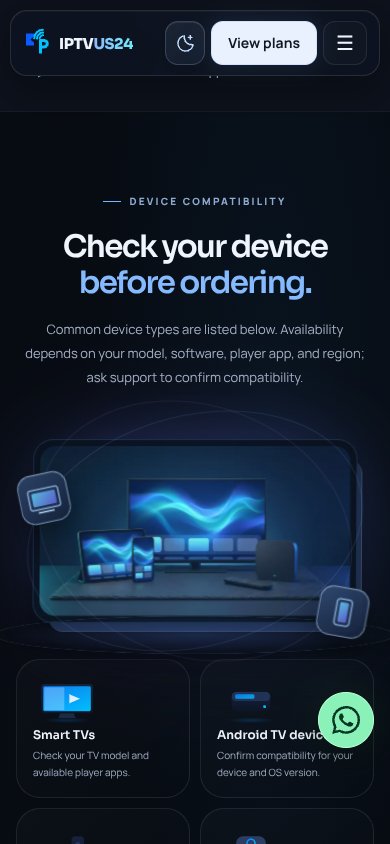 IPTVUS24
View plans
DEVICE COMPATIBILITY
Check your device
before ordering.
Common device types are listed below. Availability
depends on your model, software, player app, and region;
ask support to confirm compatibility.
Smart TVs
Check your TV model and
available player apps.
Android TV
Confirm compatibility for your
device and OS version.